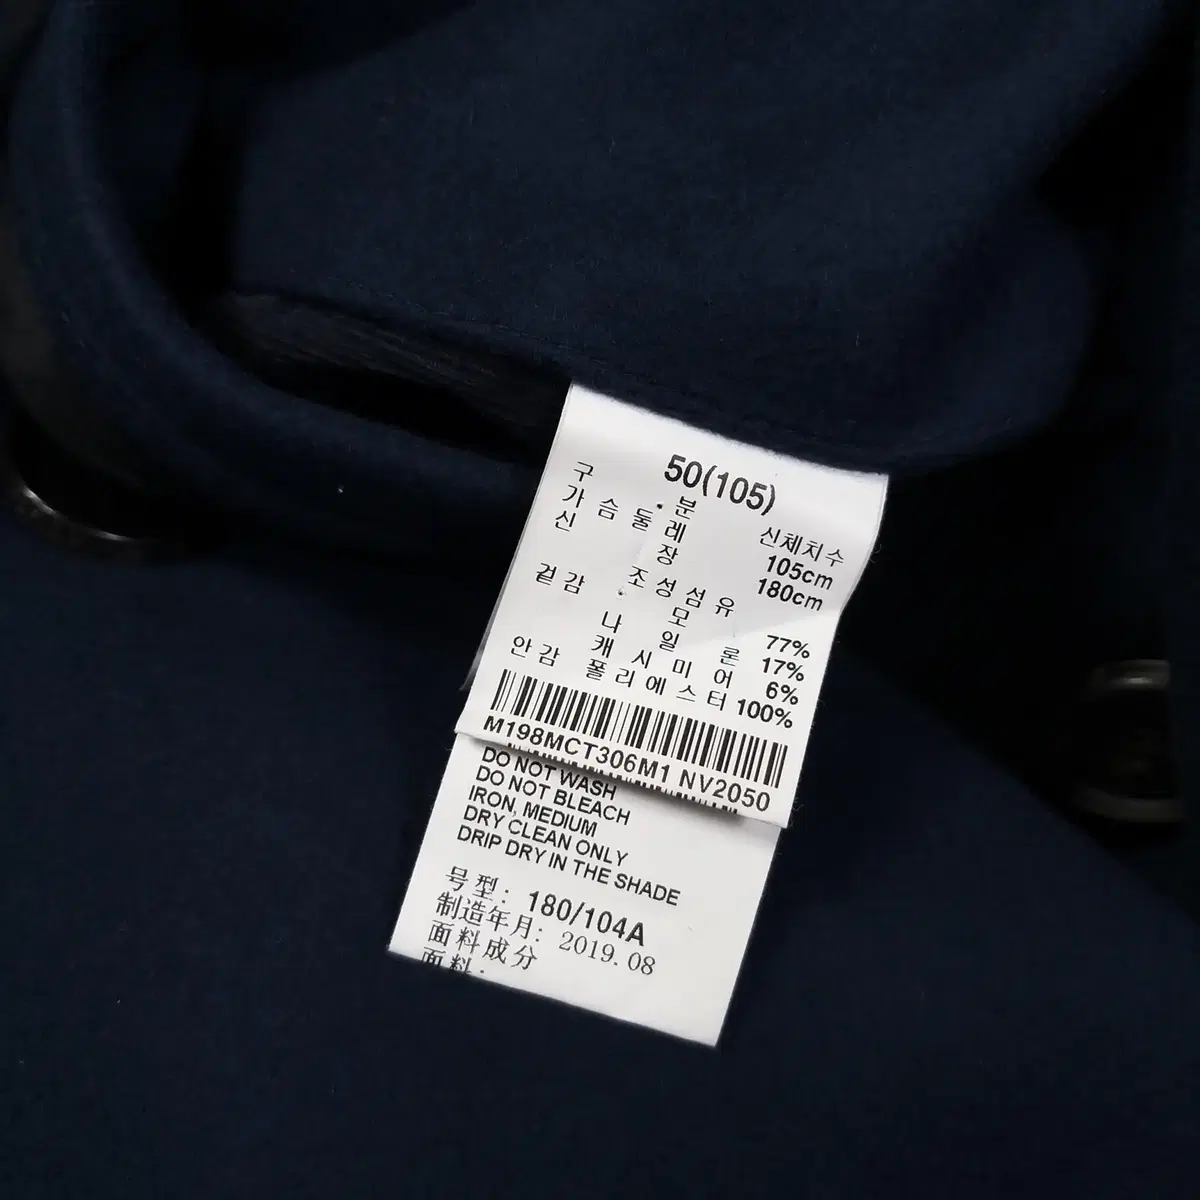 50(105)
구 분 신체치수
가 슴 둘 레 105cm
신 장 180cm
조 성 섬 유
겉감 모 77%
나 일 론 17%
캐 시 미 어 6%
안감 폴 리 에 스 터 100%
M198MCT306M1 NV2050
DO NOT WASH
DO NOT BLEACH
IRON, MEDIUM
DRY CLEAN ONLY
DRIP DRY IN THE SHADE
号型: 180/104A
制造年月: 2019.08
面料成分
面料: